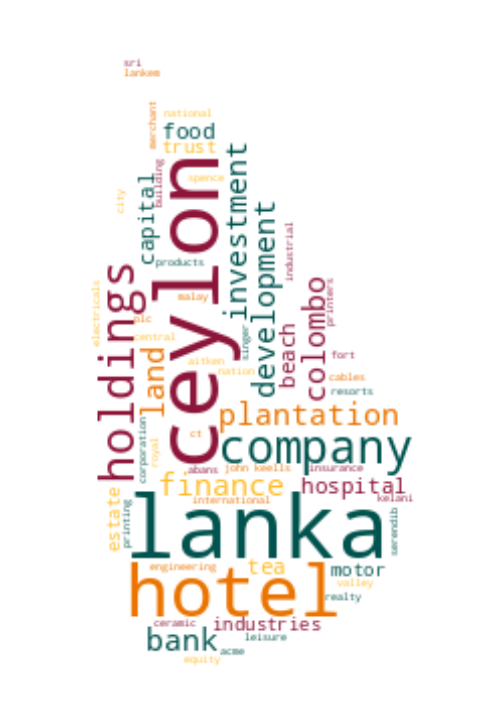 sri
lankem
merchant
national
food
trust
building
spence
city
capital
ceylon
investment
development
industrial
products
holdings
electricals
malay
plc
central
singer
colombo
printers
beach
land
aitken
nation
fort
cables
resorts
plantation
corporation
royal
ct
company
abans
john keells
insurance
finance
hospital
estate
printing
international
kelani
lanka
serendib
engineering
tea
motor
hotel
valley
realty
ceramic
industries
bank
leisure
acme
equity